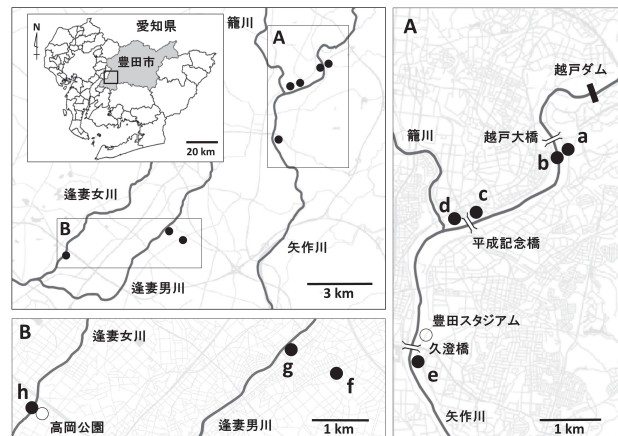 愛知県
N
豊田市
20 km
籠川
A
逢妻女川
B
逢妻男川
矢作川
3 km
B
逢妻女川
h
高岡公園
g
f
逢妻男川
1 km
A
越戸ダム
越戸大橋
a
b
籠川
c
d
平成記念橋
豊田スタジアム
久澄橋
e
矢作川
1 km